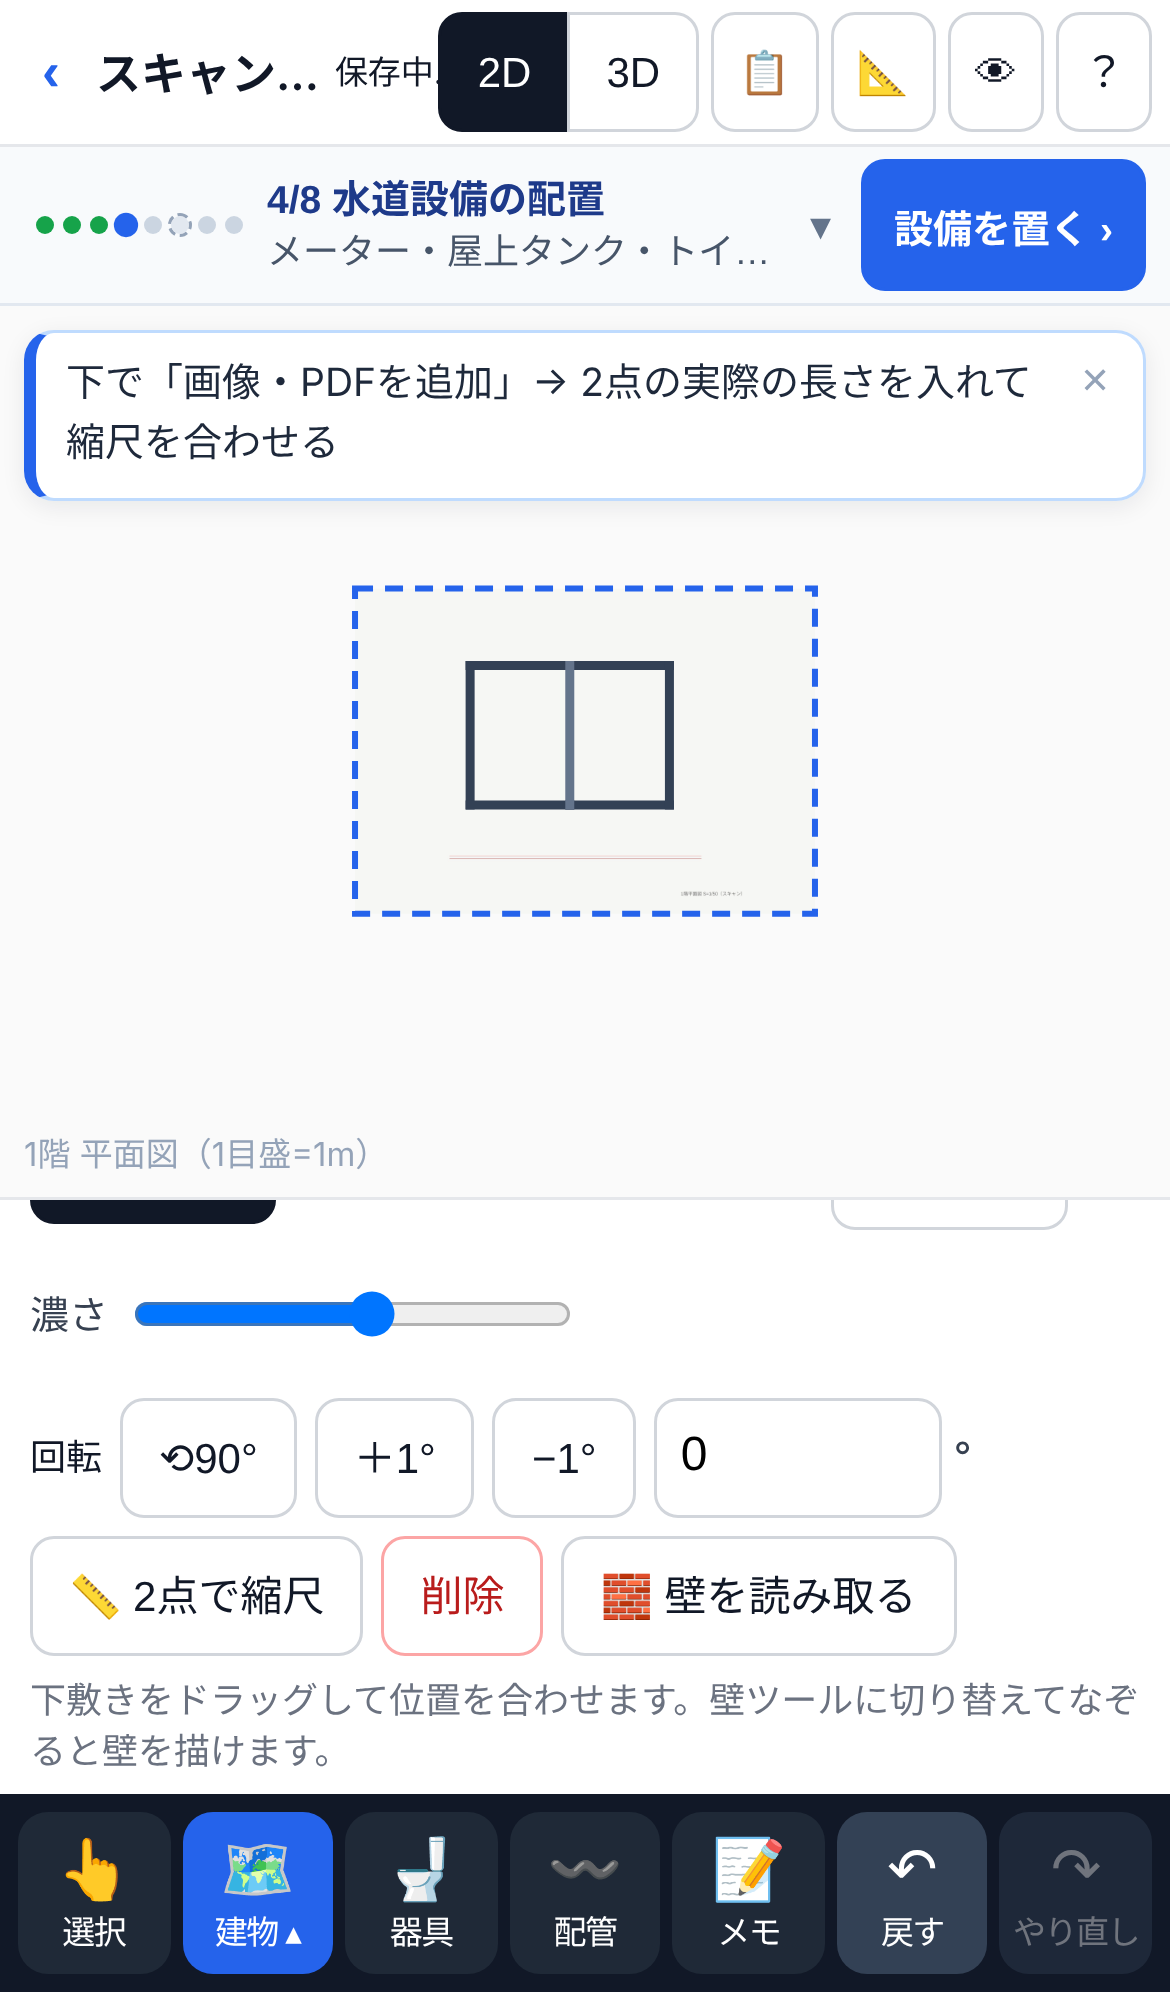 ‹ スキャン… 保存中 2D 3D ?
4/8 水道設備の配置
メーター・屋上タンク・トイ… ▼
設備を置く ›
下で「画像・PDFを追加」→ 2点の実際の長さを入れて ×
縮尺を合わせる
1階 平面図（1目盛=1m）
濃さ
回転 ⟲90° ＋1° −1° 0 °
2点で縮尺 削除 壁を読み取る
下敷きをドラッグして位置を合わせます。壁ツールに切り替えてなぞ
ると壁を描けます。
選択 建物▲ 器具 配管 メモ 戻す やり直し